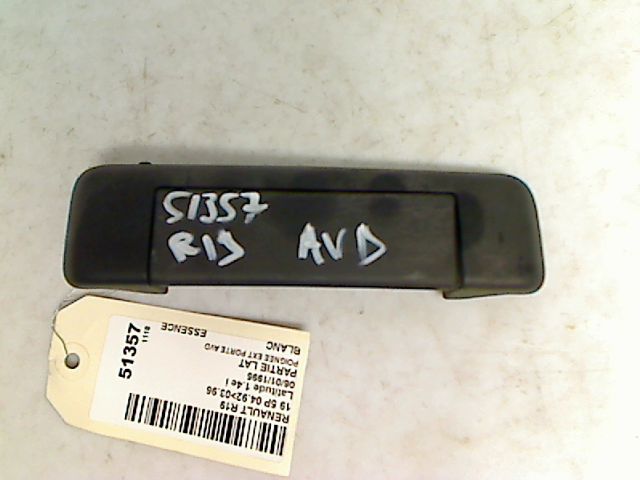 51357
R19 AVD
RENAULT R19
19 5P 04.92>03.96
Latitude 1.4e i
06/01/1995
PARTIE LAT
POIGNEE EXT PORTE AVD
BLANC
ESSENCE
51357
1118